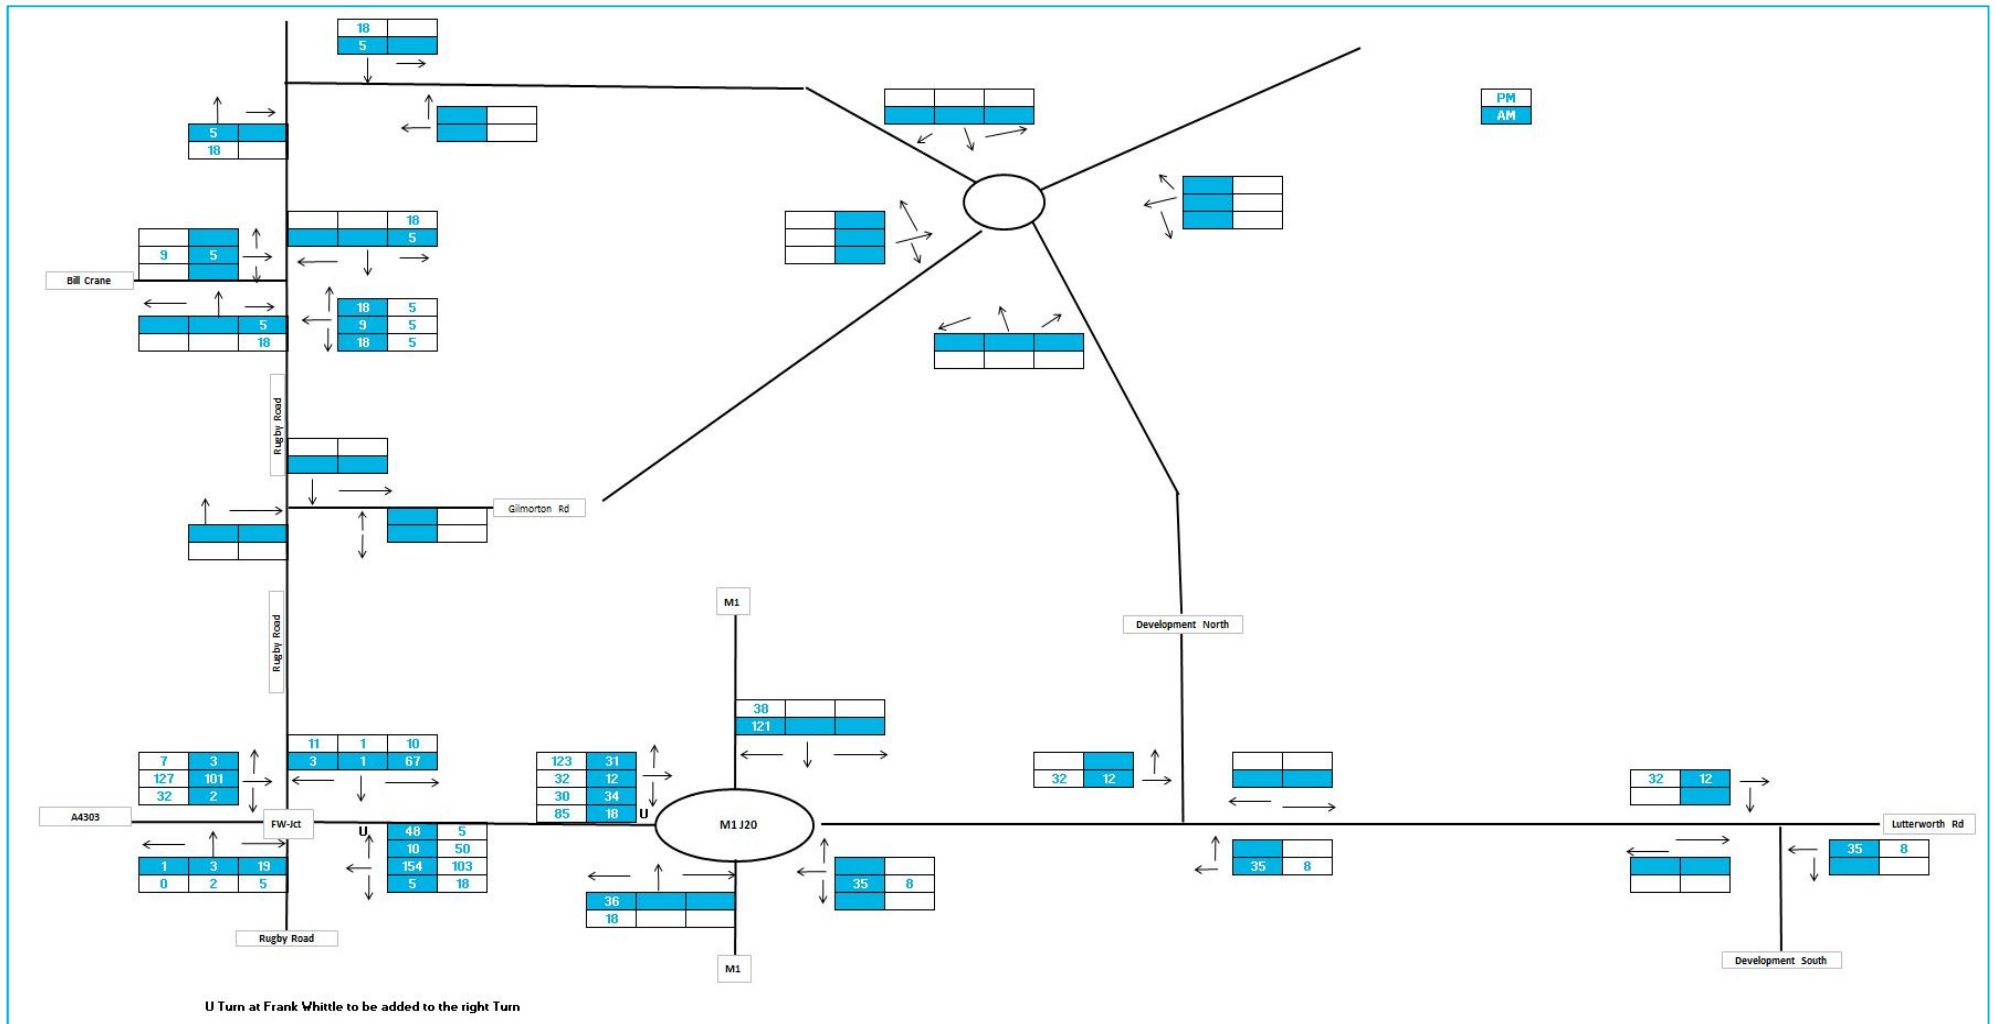 18
5
PM
AM
5
18
18
5
9 5
Bill Crane
5
18
18 5
9 5
18 5
Rugby Road
Gilmorton Rd
Rugby Road
M1
Development North
38
121
11 1 10
3 1 67
7 3
127 101
32 2
123 31
32 12
30 34
85 18 U
32 12
32 12
A4303
FW-Jct
M1 J20
Lutterworth Rd
U
48 5
10 50
154 103
5 18
1 3 19
0 2 5
35 8
35 8
35 8
36
18
Rugby Road
M1
Development South
U Turn at Frank Whittle to be added to the right Turn